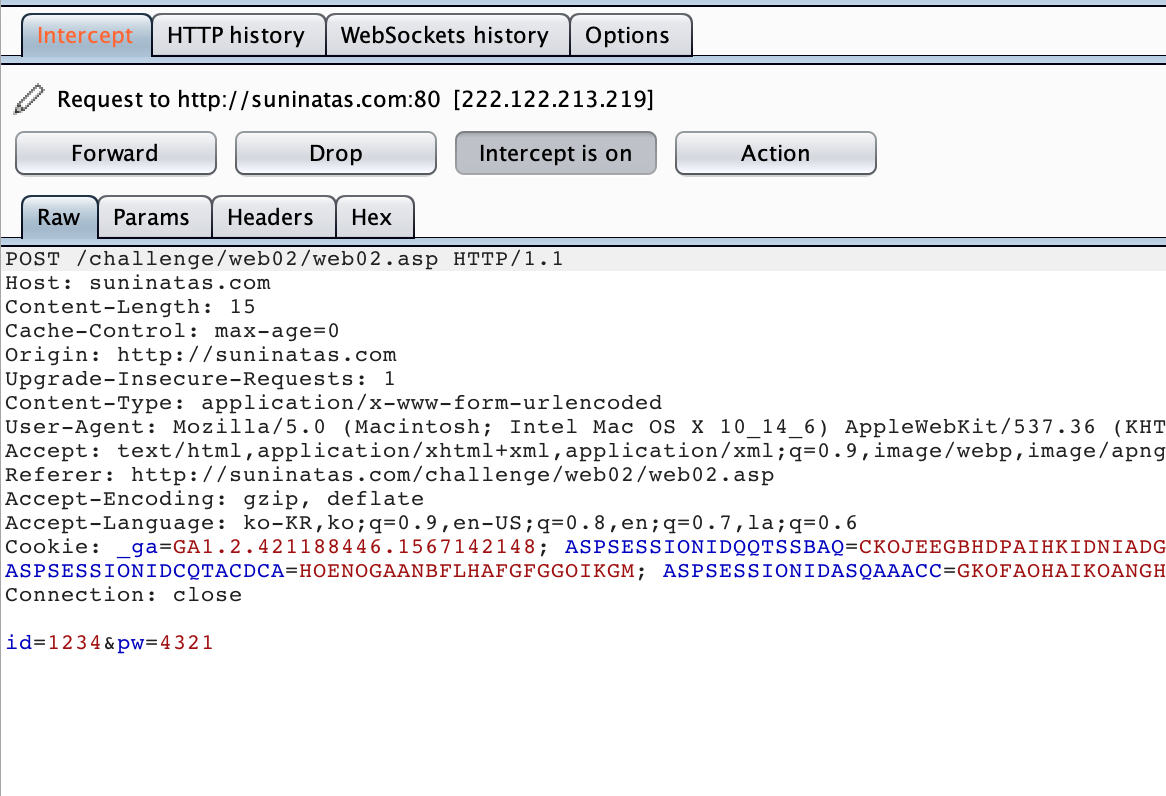 Intercept HTTP history WebSockets history Options
Request to http://suninatas.com:80 [222.122.213.219]
Forward Drop Intercept is on Action
Raw Params Headers Hex
POST /challenge/web02/web02.asp HTTP/1.1
Host: suninatas.com
Content-Length: 15
Cache-Control: max-age=0
Origin: http://suninatas.com
Upgrade-Insecure-Requests: 1
Content-Type: application/x-www-form-urlencoded
User-Agent: Mozilla/5.0 (Macintosh; Intel Mac OS X 10_14_6) AppleWebKit/537.36 (KHT
Accept: text/html,application/xhtml+xml,application/xml;q=0.9,image/webp,image/apng
Referer: http://suninatas.com/challenge/web02/web02.asp
Accept-Encoding: gzip, deflate
Accept-Language: ko-KR,ko;q=0.9,en-US;q=0.8,en;q=0.7,la;q=0.6
Cookie: _ga=GA1.2.421188446.1567142148; ASPSESSIONIDQQTSSBAQ=CKOJEEGBHDPAIHKIDNIADG
ASPSESSIONIDCQTACDCA=HOENOGAANBFLHAFGFGGOIKGM; ASPSESSIONIDASQAAACC=GKOFAOHAIKOANGH
Connection: close
id=1234&pw=4321